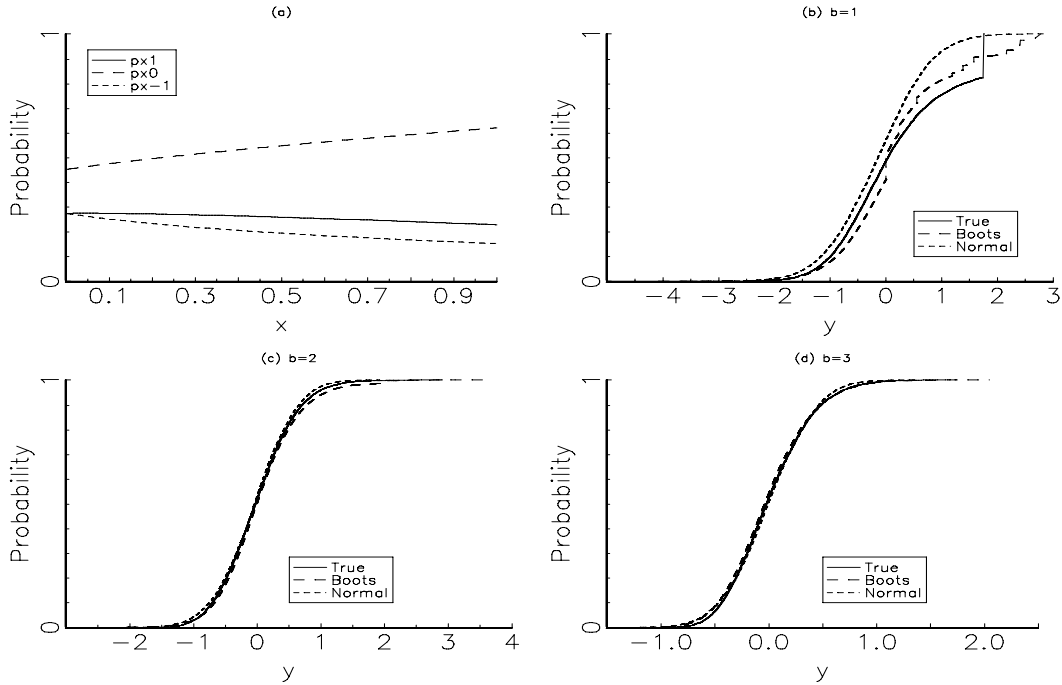 (a)
1
Probability
0
px1
px0
px-1
0.1 0.3 0.5 0.7 0.9
x
(b) b=1
1
Probability
0
True
Boots
Normal
-4 -3 -2 -1 0 1 2 3
y
(c) b=2
1
Probability
0
True
Boots
Normal
-2 -1 0 1 2 3 4
y
(d) b=3
1
Probability
0
True
Boots
Normal
-1.0 0.0 1.0 2.0
y